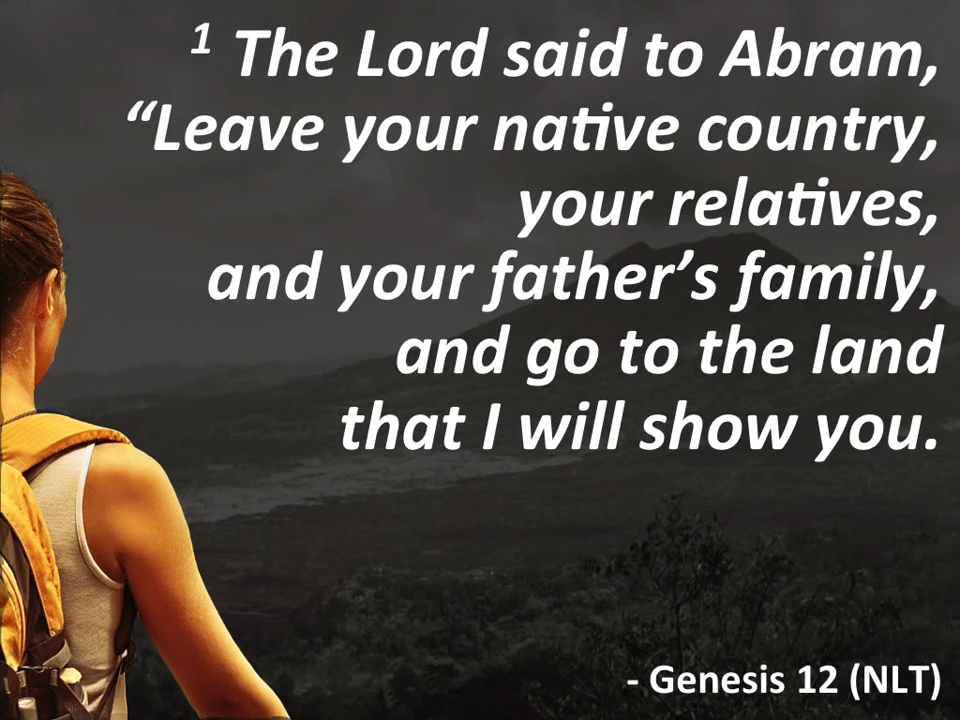 1 The Lord said to Abram,
“Leave your native country,
your relatives,
and your father’s family,
and go to the land
that I will show you.
- Genesis 12 (NLT)